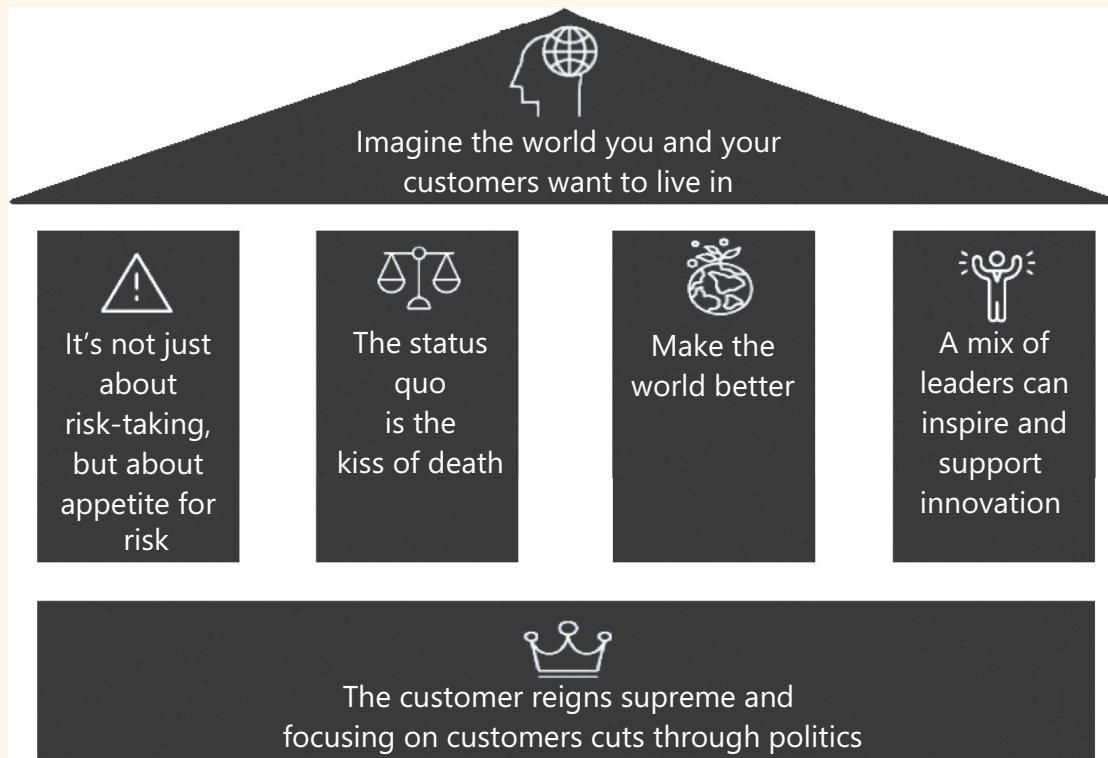 Imagine the world you and your
customers want to live in
It’s not just
about
risk-taking,
but about
appetite for
risk
The status
quo
is the
kiss of death
Make the
world better
A mix of
leaders can
inspire and
support
innovation
The customer reigns supreme and
focusing on customers cuts through politics